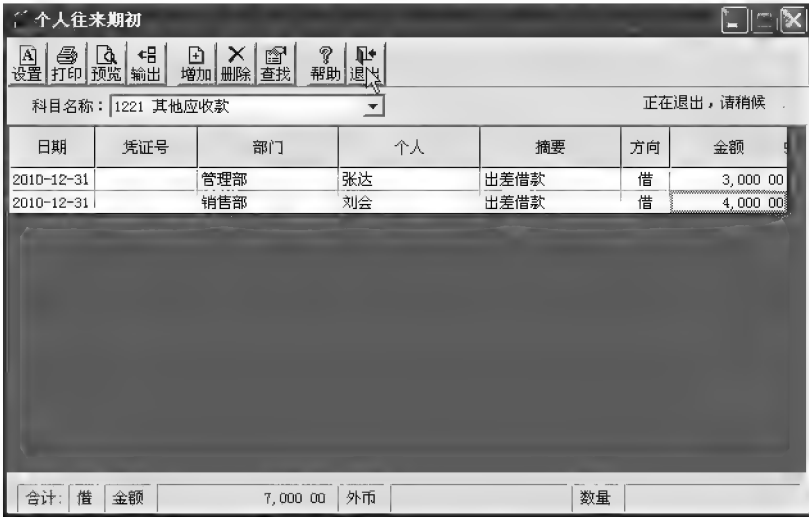 个人往来期初
设置 打印 预览 输出 增加 删除 查找 帮助 退出
科目名称： 1221 其他应收款 正在退出，请稍候
日期 凭证号 部门 个人 摘要 方向 金额
2010-12-31 管理部 张达 出差借款 借 3,000 00
2010-12-31 销售部 刘会 出差借款 借 4,000 00
合计: 借 金额 7,000 00 外币 数量